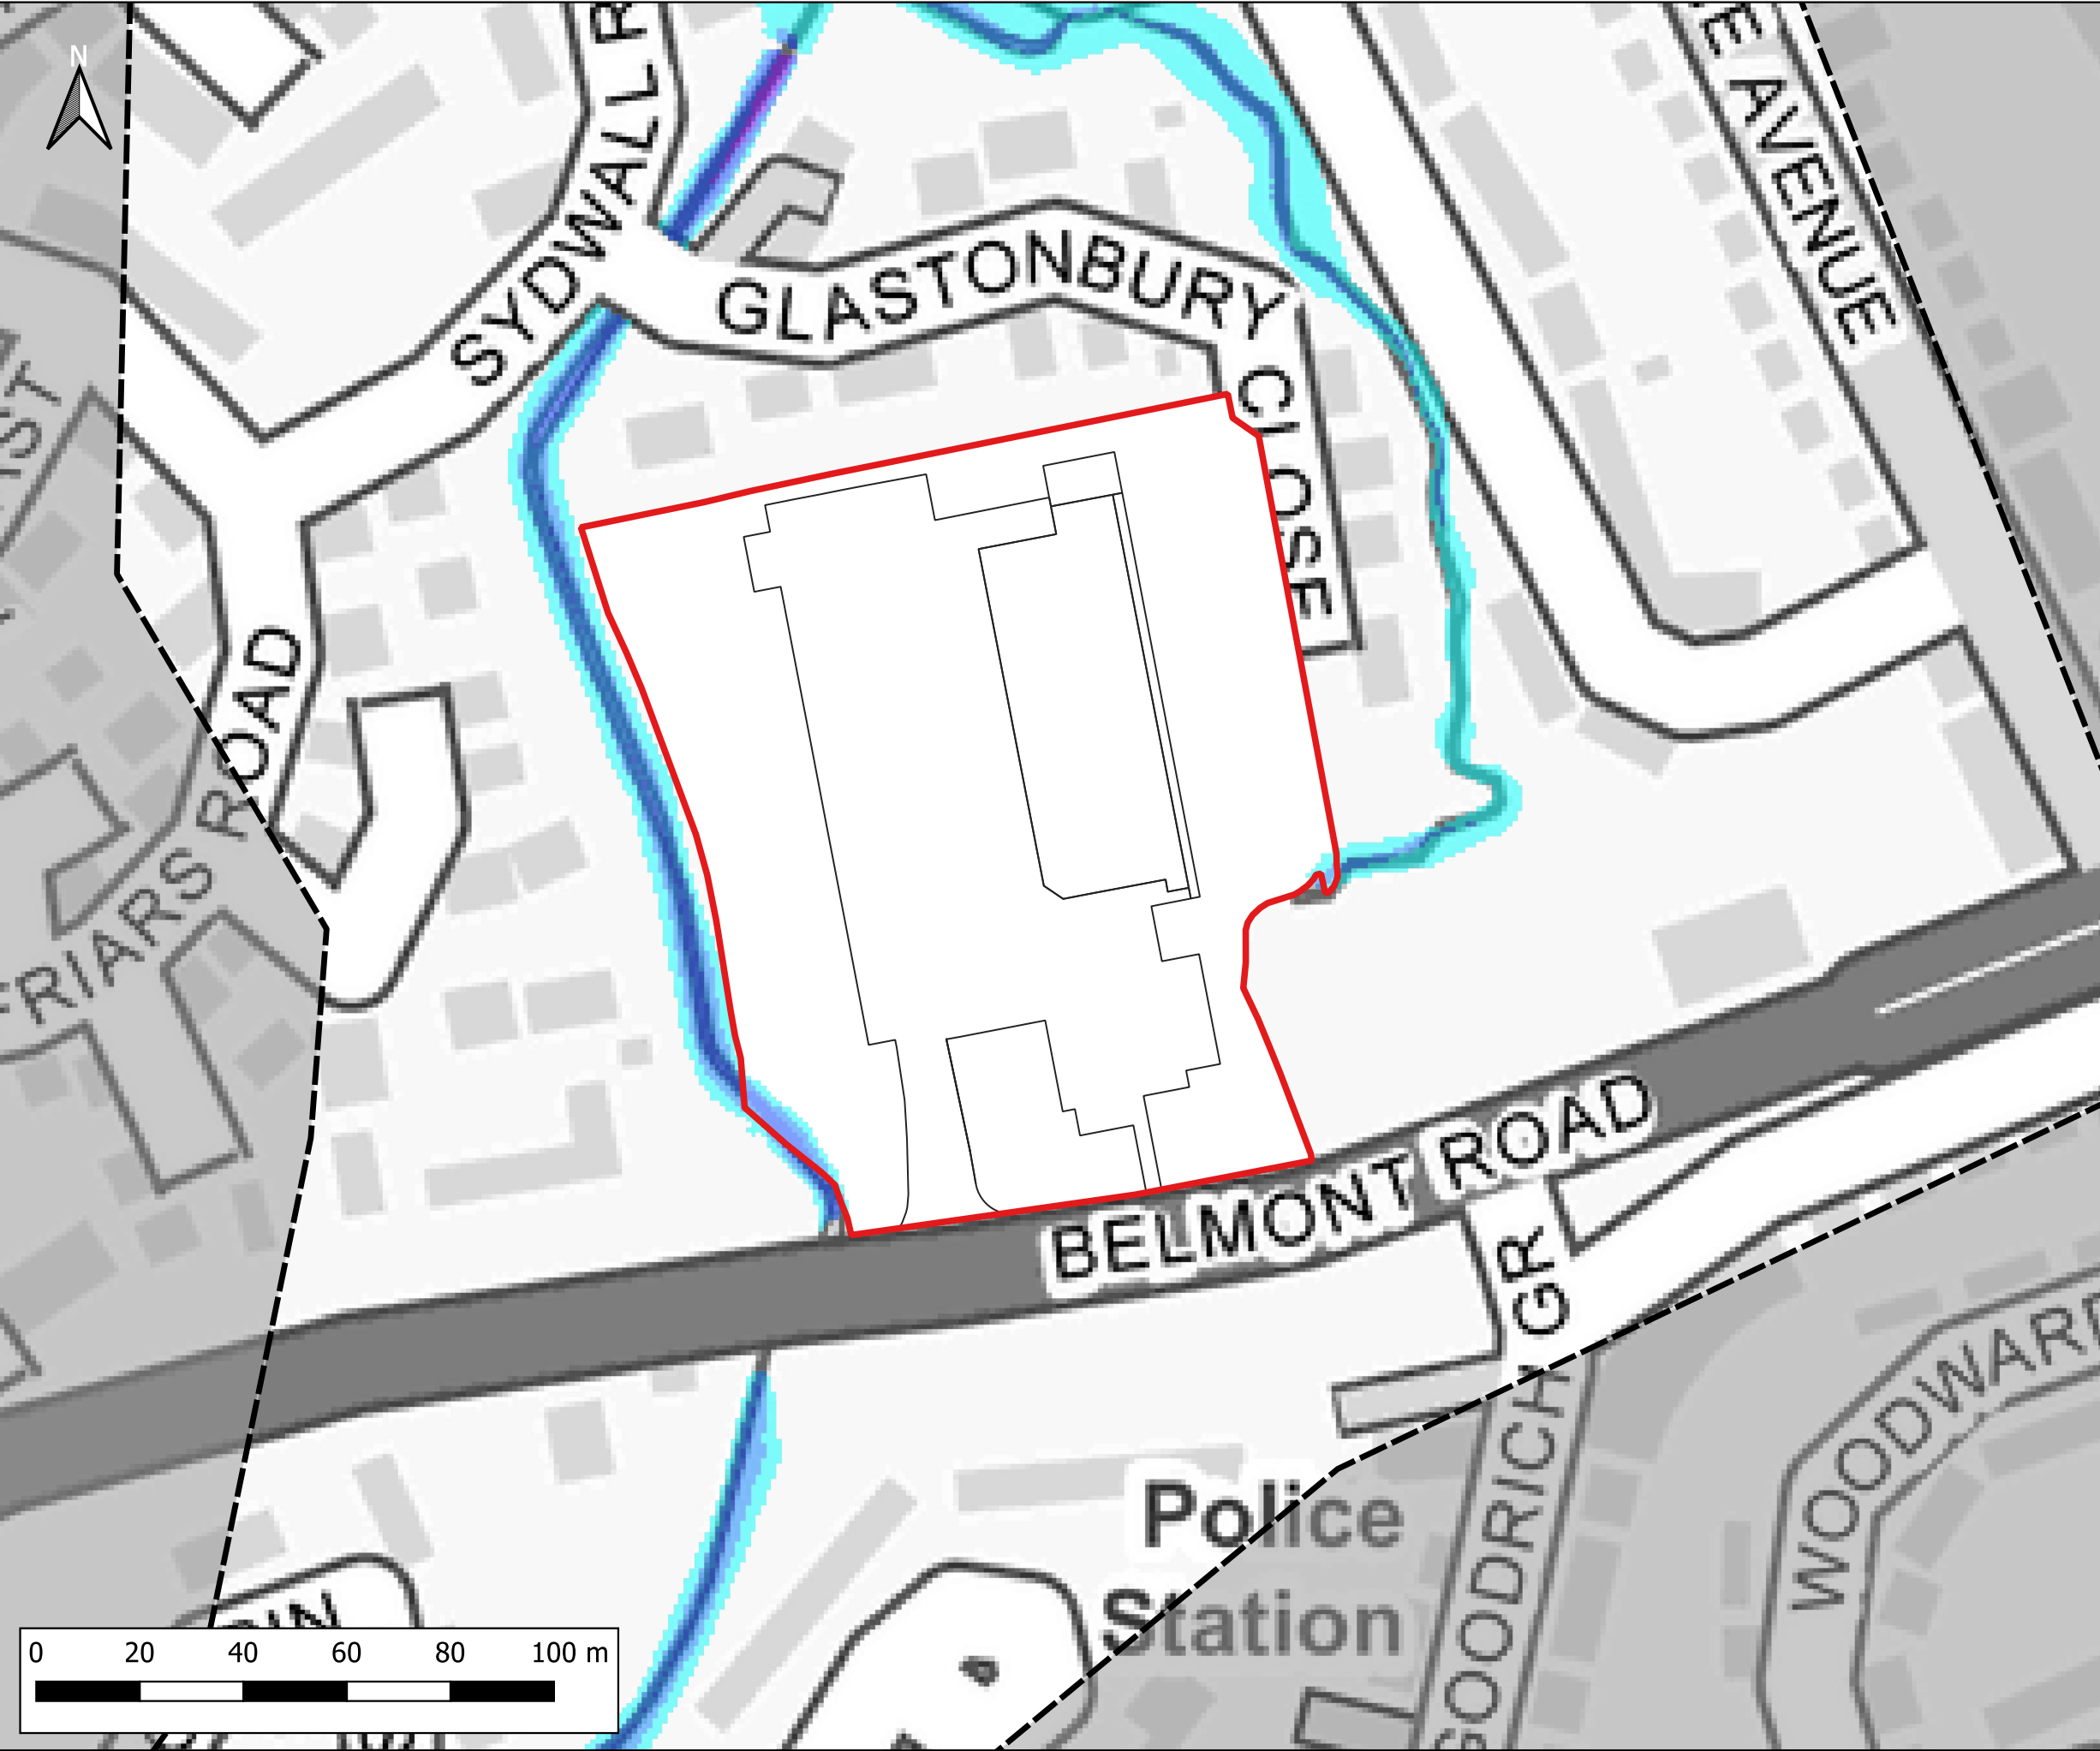 N
SYDWALL R
E AVENUE
GLASTONBURY
CLOSE
FRIARS ROAD
BELMONT ROAD
GR
GOODRICH
WOODWARD
Police
Station
0 20 40 60 80 100 m